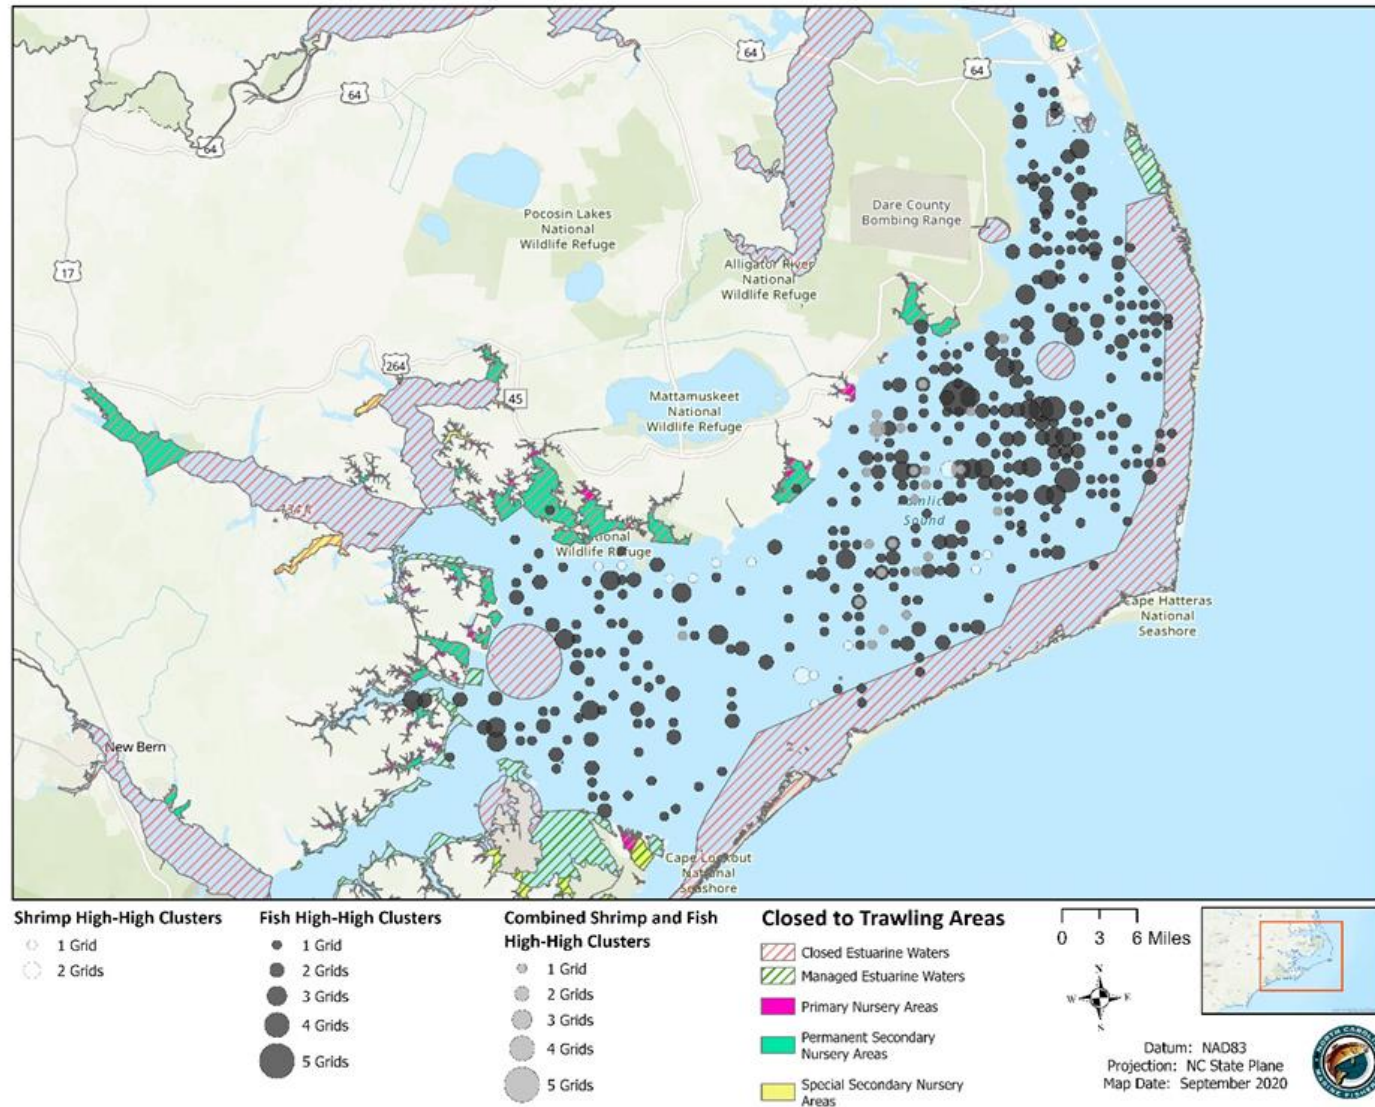 64
64
64
64
Dare County
Bombing Range
Pocosin Lakes
National
Wildlife Refuge
17
Alligator River
National
Wildlife Refuge
264
45
Mattamuskeet
National
Wildlife Refuge
Sound
Wildlife Refuge
Cape Hatteras
National
Seashore
New Bern
Cape Lookout
National
Seashore
Shrimp High-High Clusters
1 Grid
2 Grids
Fish High-High Clusters
1 Grid
2 Grids
3 Grids
4 Grids
5 Grids
Combined Shrimp and Fish
High-High Clusters
1 Grid
2 Grids
3 Grids
4 Grids
5 Grids
Closed to Trawling Areas
Closed Estuarine Waters
Managed Estuarine Waters
Primary Nursery Areas
Permanent Secondary
Nursery Areas
Special Secondary Nursery
Areas
0 3 6 Miles
N
W E
S
Datum: NAD83
Projection: NC State Plane
Map Date: September 2020
NORTH CAROLINA
MARINE FISHERIES